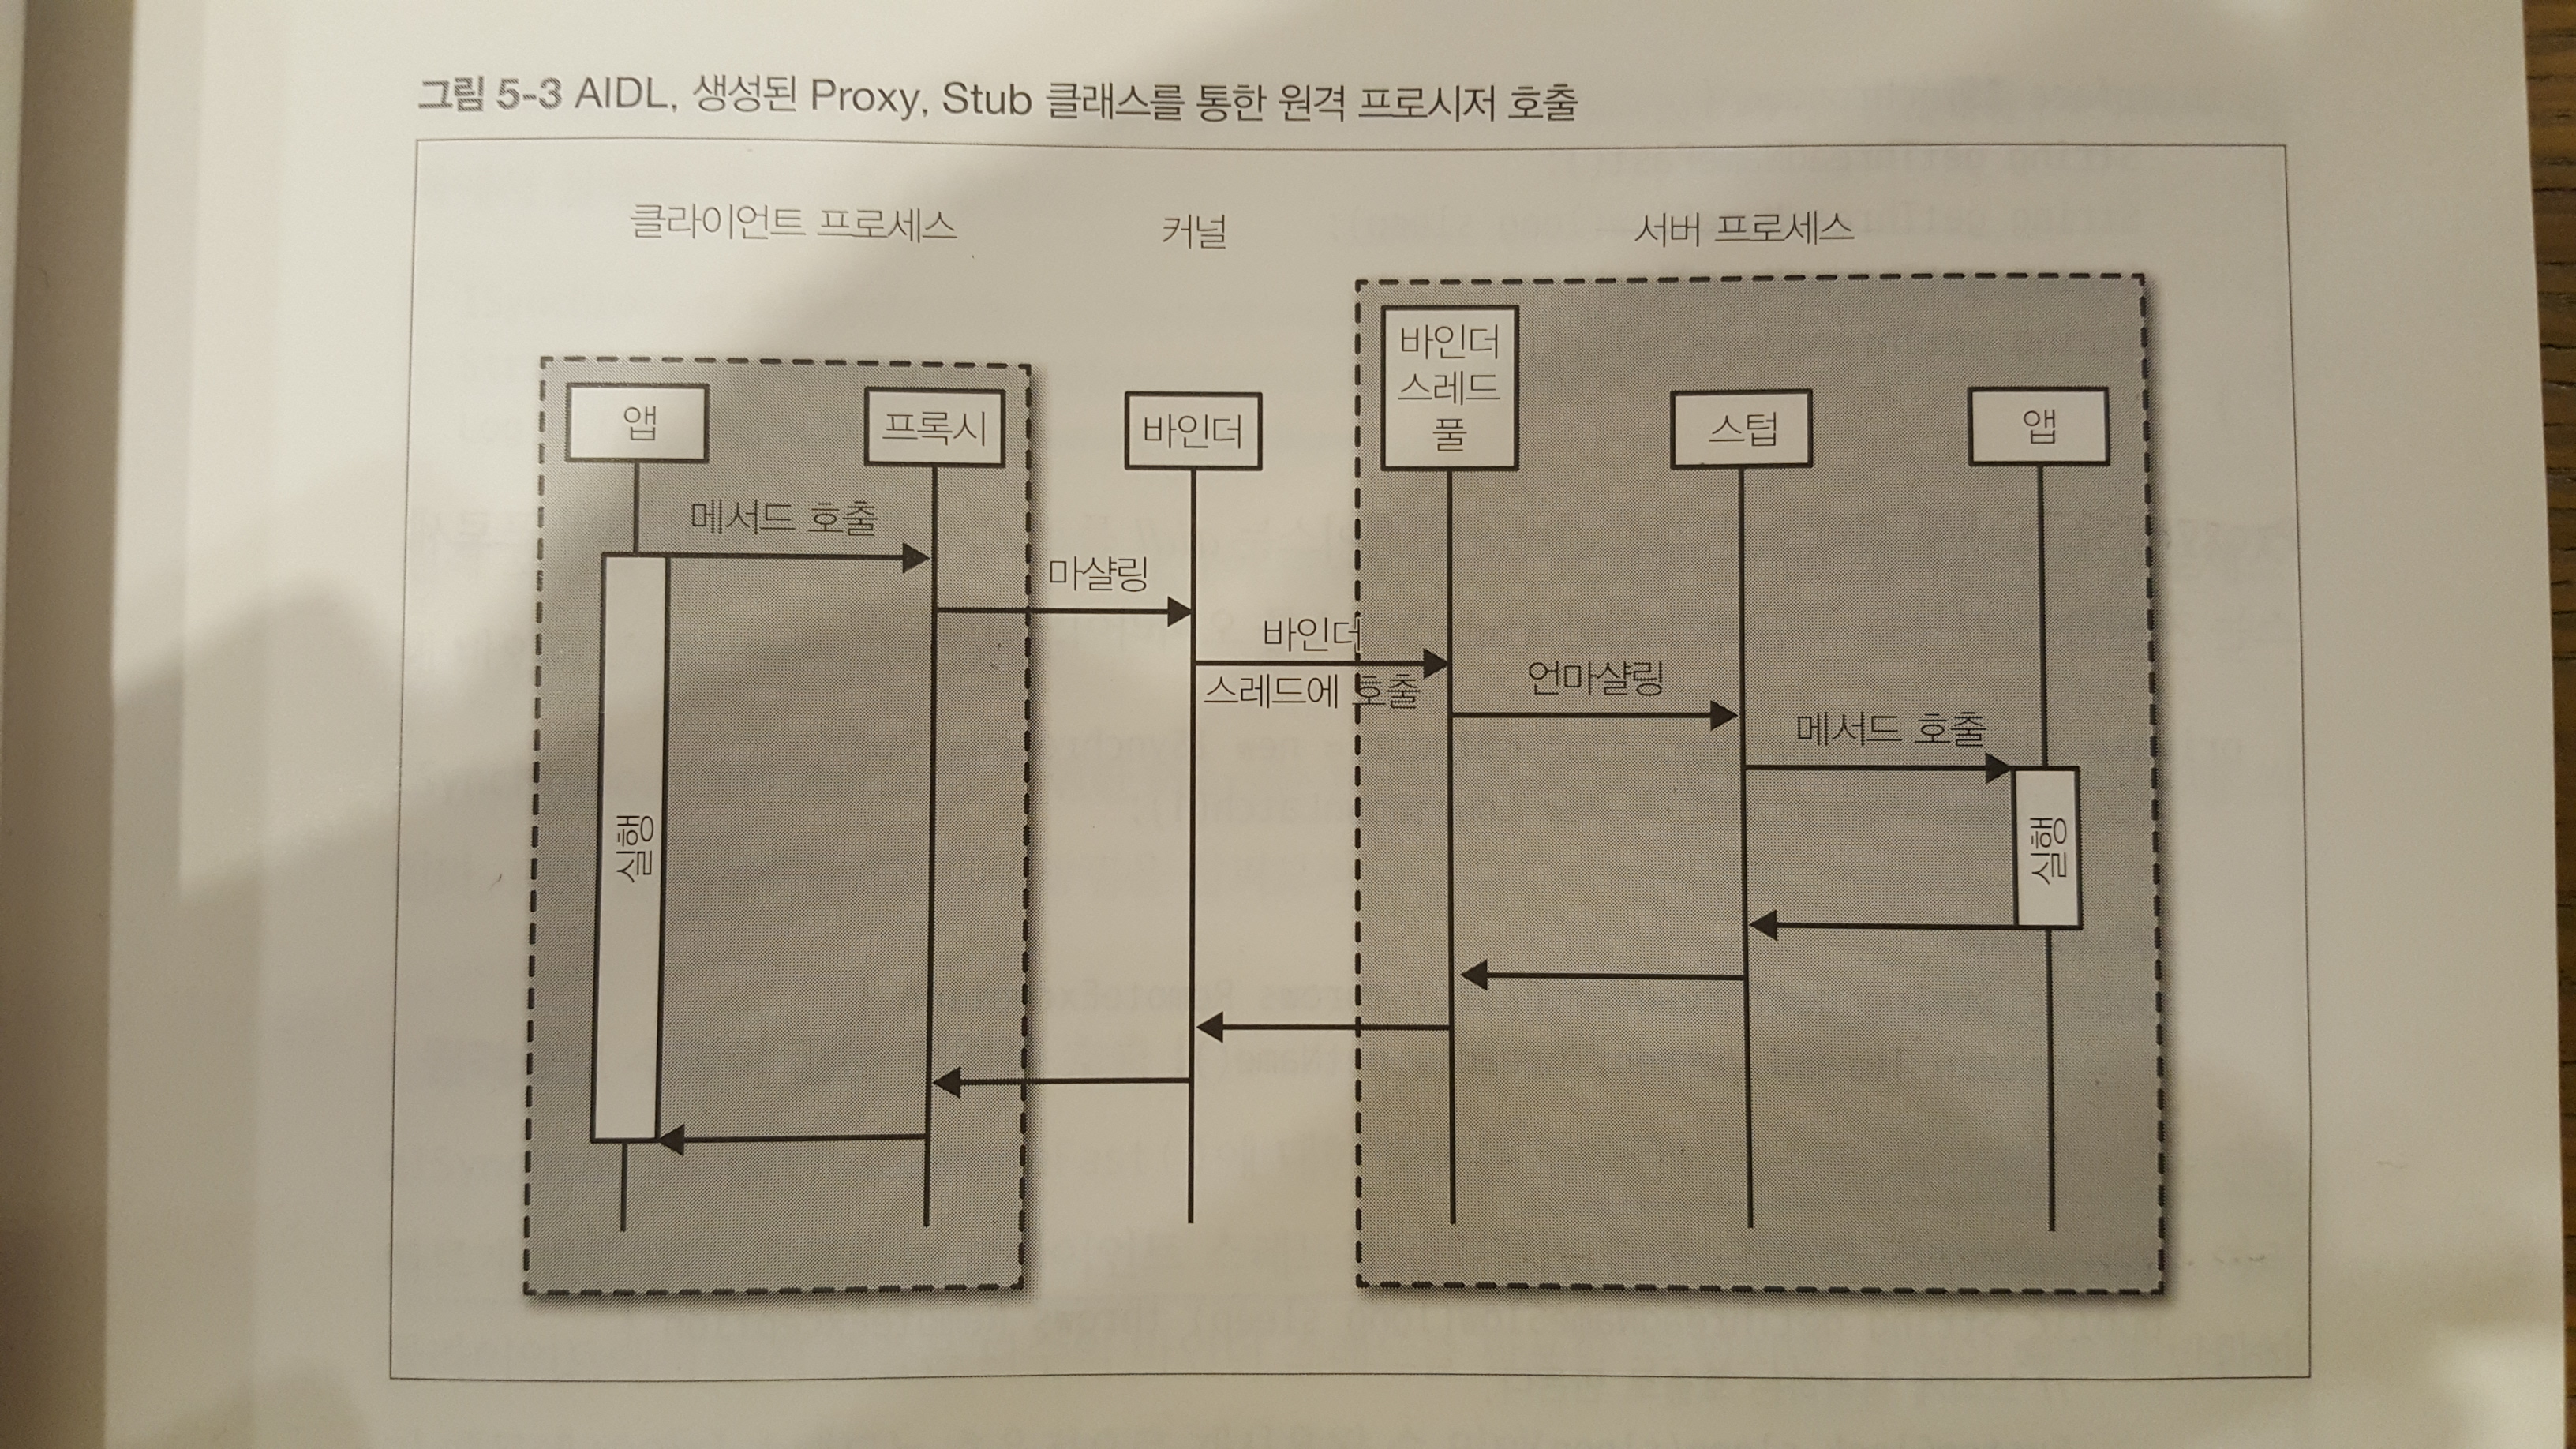 그림 5-3 AIDL, 생성된 Proxy, Stub 클래스를 통한 원격 프로시저 호출
클라이언트 프로세스
커널
서버 프로세스
앱
프록시
바인더
바인더
스레드
풀
스텁
앱
메서드 호출
마샬링
바인더
스레드에 호출
언마샬링
메서드 호출
실행
실행